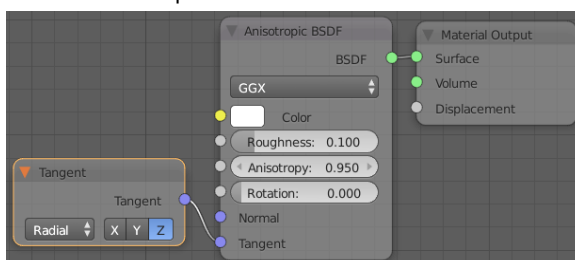 Anisotropic BSDF
BSDF
GGX
Color
Roughness: 0.100
Anisotropy: 0.950
Rotation: 0.000
Normal
Tangent
Material Output
Surface
Volume
Displacement
Tangent
Tangent
Radial X Y Z